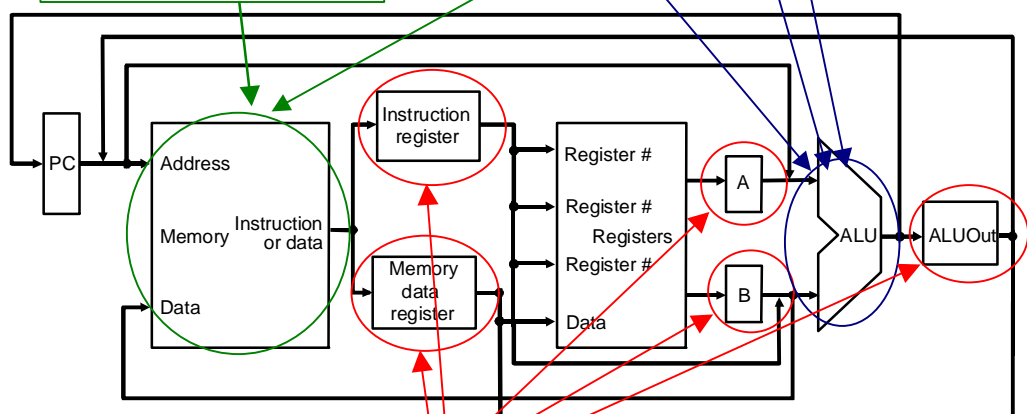 PC
Address
Memory
Instruction
or data
Data
Instruction
register
Memory
data
register
Register #
Register #
Registers
Register #
Data
A
B
ALU
ALUOut